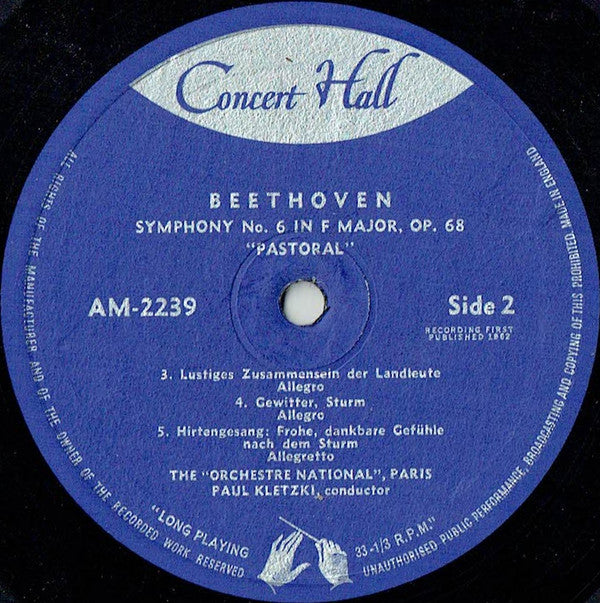 Concert Hall
BEETHOVEN
SYMPHONY No. 6 IN F MAJOR, OP. 68
"PASTORAL"
AM-2239
Side 2
RECORDING FIRST
PUBLISHED 1962
3. Lustiges Zusammensein der Landleute
Allegro
4. Gewitter, Sturm
Allegro
5. Hirtengesang: Frohe, dankbare Gefühle
nach dem Sturm
Allegretto
THE "ORCHESTRE NATIONAL", PARIS
PAUL KLETZKI, conductor
"LONG PLAYING
33-1/3 R.P.M."
ALL RIGHTS OF THE MANUFACTURER AND OF THE OWNER OF THE RECORDED WORK RESERVED
UNAUTHORISED PUBLIC PERFORMANCE, BROADCASTING AND COPYING OF THIS PROHIBITED. MADE IN ENGLAND